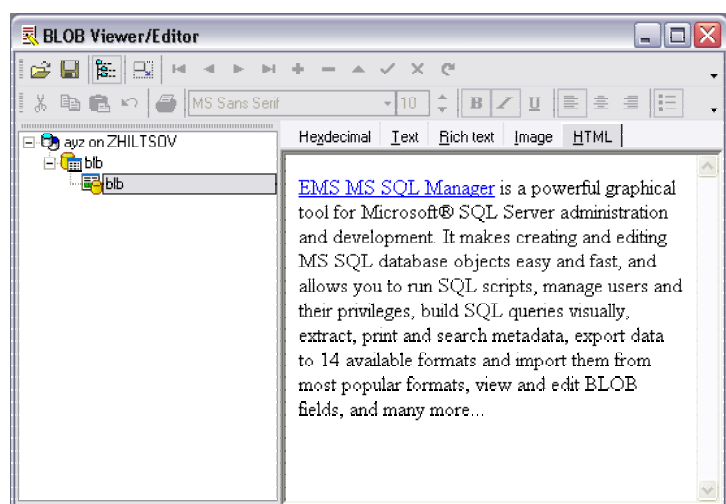 BLOB Viewer/Editor
MS Sans Serif 10 B I U
ayz on ZHILTSOV
blb
blb
Hexdecimal Text Rich text Image HTML
EMS MS SQL Manager is a powerful graphical
tool for Microsoft® SQL Server administration
and development. It makes creating and editing
MS SQL database objects easy and fast, and
allows you to run SQL scripts, manage users and
their privileges, build SQL queries visually,
extract, print and search metadata, export data
to 14 available formats and import them from
most popular formats, view and edit BLOB
fields, and many more...